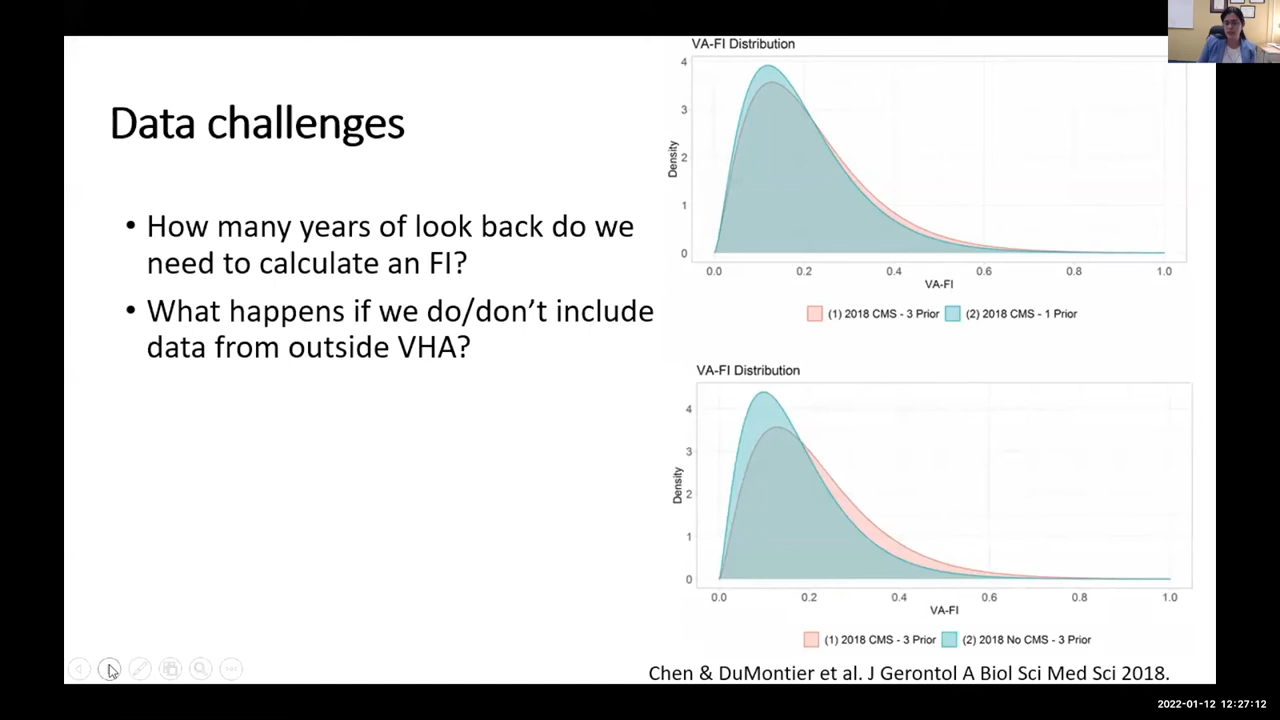 Data challenges
• How many years of look back do we
need to calculate an FI?
• What happens if we do/don’t include
data from outside VHA?
VA-FI Distribution
4
3
2
1
0
Density
0.0 0.2 0.4 0.6 0.8 1.0
VA-FI
(1) 2018 CMS - 3 Prior (2) 2018 CMS - 1 Prior
VA-FI Distribution
4
3
2
1
0
Density
0.0 0.2 0.4 0.6 0.8 1.0
VA-FI
(1) 2018 CMS - 3 Prior (2) 2018 No CMS - 3 Prior
Chen & DuMontier et al. J Gerontol A Biol Sci Med Sci 2018.
2022-01-12 12:27:12